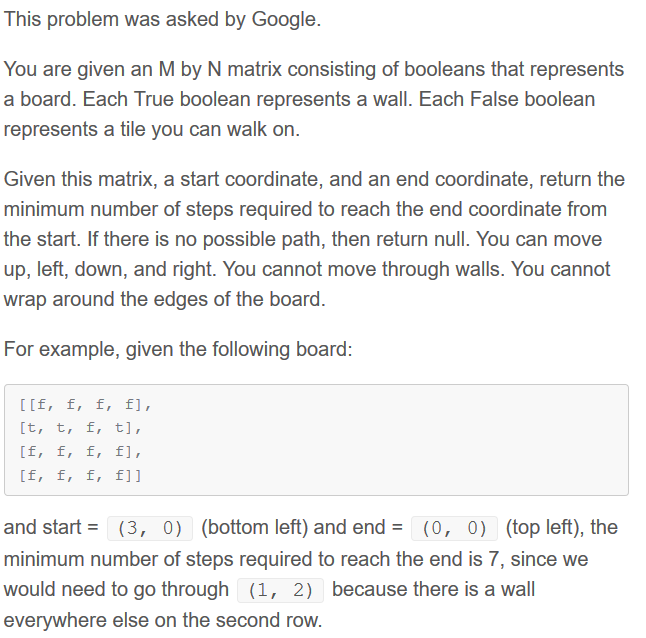 This problem was asked by Google.
You are given an M by N matrix consisting of booleans that represents
a board. Each True boolean represents a wall. Each False boolean
represents a tile you can walk on.
Given this matrix, a start coordinate, and an end coordinate, return the
minimum number of steps required to reach the end coordinate from
the start. If there is no possible path, then return null. You can move
up, left, down, and right. You cannot move through walls. You cannot
wrap around the edges of the board.
For example, given the following board:
[[f, f, f, f],
[t, t, f, t],
[f, f, f, f],
[f, f, f, f]]
and start = (3, 0) (bottom left) and end = (0, 0) (top left), the
minimum number of steps required to reach the end is 7, since we
would need to go through (1, 2) because there is a wall
everywhere else on the second row.